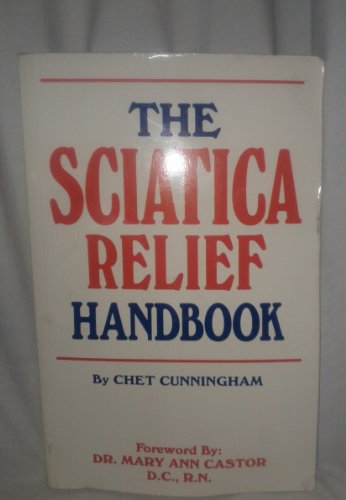 THE
SCIATICA
RELIEF
HANDBOOK
By CHET CUNNINGHAM
Foreword By:
DR. MARY ANN CASTOR
D.C., R.N.